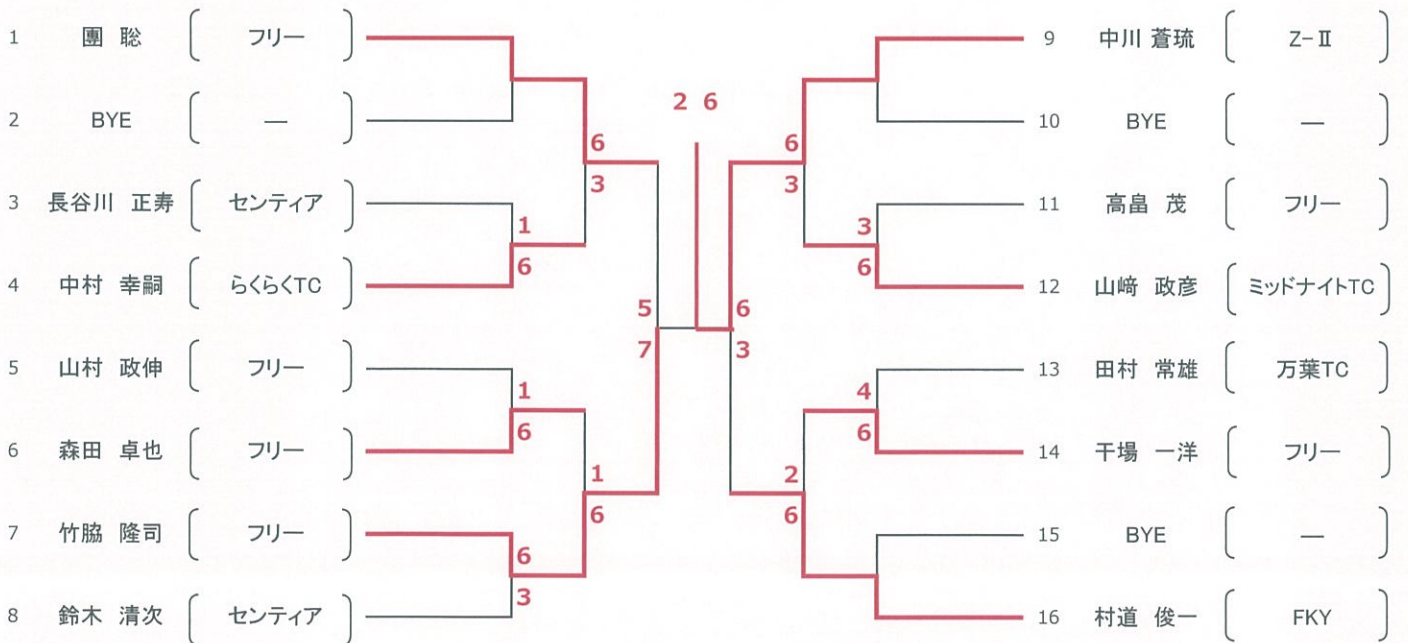 1 團 聡 フリー
2 BYE —
3 長谷川 正寿 センティア
4 中村 幸嗣 らくらくTC
5 山村 政伸 フリー
6 森田 卓也 フリー
7 竹脇 隆司 フリー
8 鈴木 清次 センティア
6
3
1
6
5
7
1
6
1
6
6
3
2 6
6
3
6
3
3
6
4
6
2
6
9 中川 蒼琉 Z-Ⅱ
10 BYE —
11 高畠 茂 フリー
12 山﨑 政彦 ミッドナイトTC
13 田村 常雄 万葉TC
14 干場 一洋 フリー
15 BYE —
16 村道 俊一 FKY